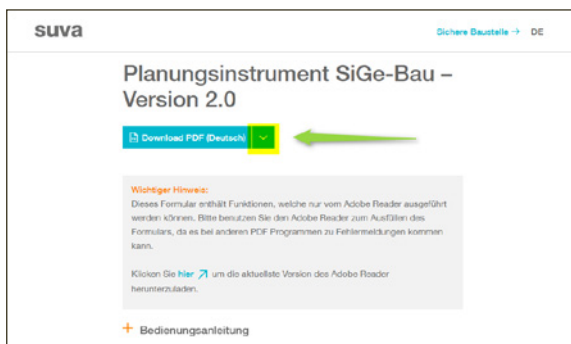 suva
Sichere Baustelle → DE
Planungsinstrument SiGe-Bau –
Version 2.0
Download PDF (Deutsch)
Wichtiger Hinweis:
Dieses Formular enthält Funktionen, welche nur vom Adobe Reader ausgeführt
werden können. Bitte benutzen Sie den Adobe Reader zum Ausfüllen des
Formulars, da es bei anderen PDF Programmen zu Fehlermeldungen kommen
kann.
Klicken Sie hier ↗ um die aktuellste Version des Adobe Reader
herunterzuladen.
+ Bedienungsanleitung